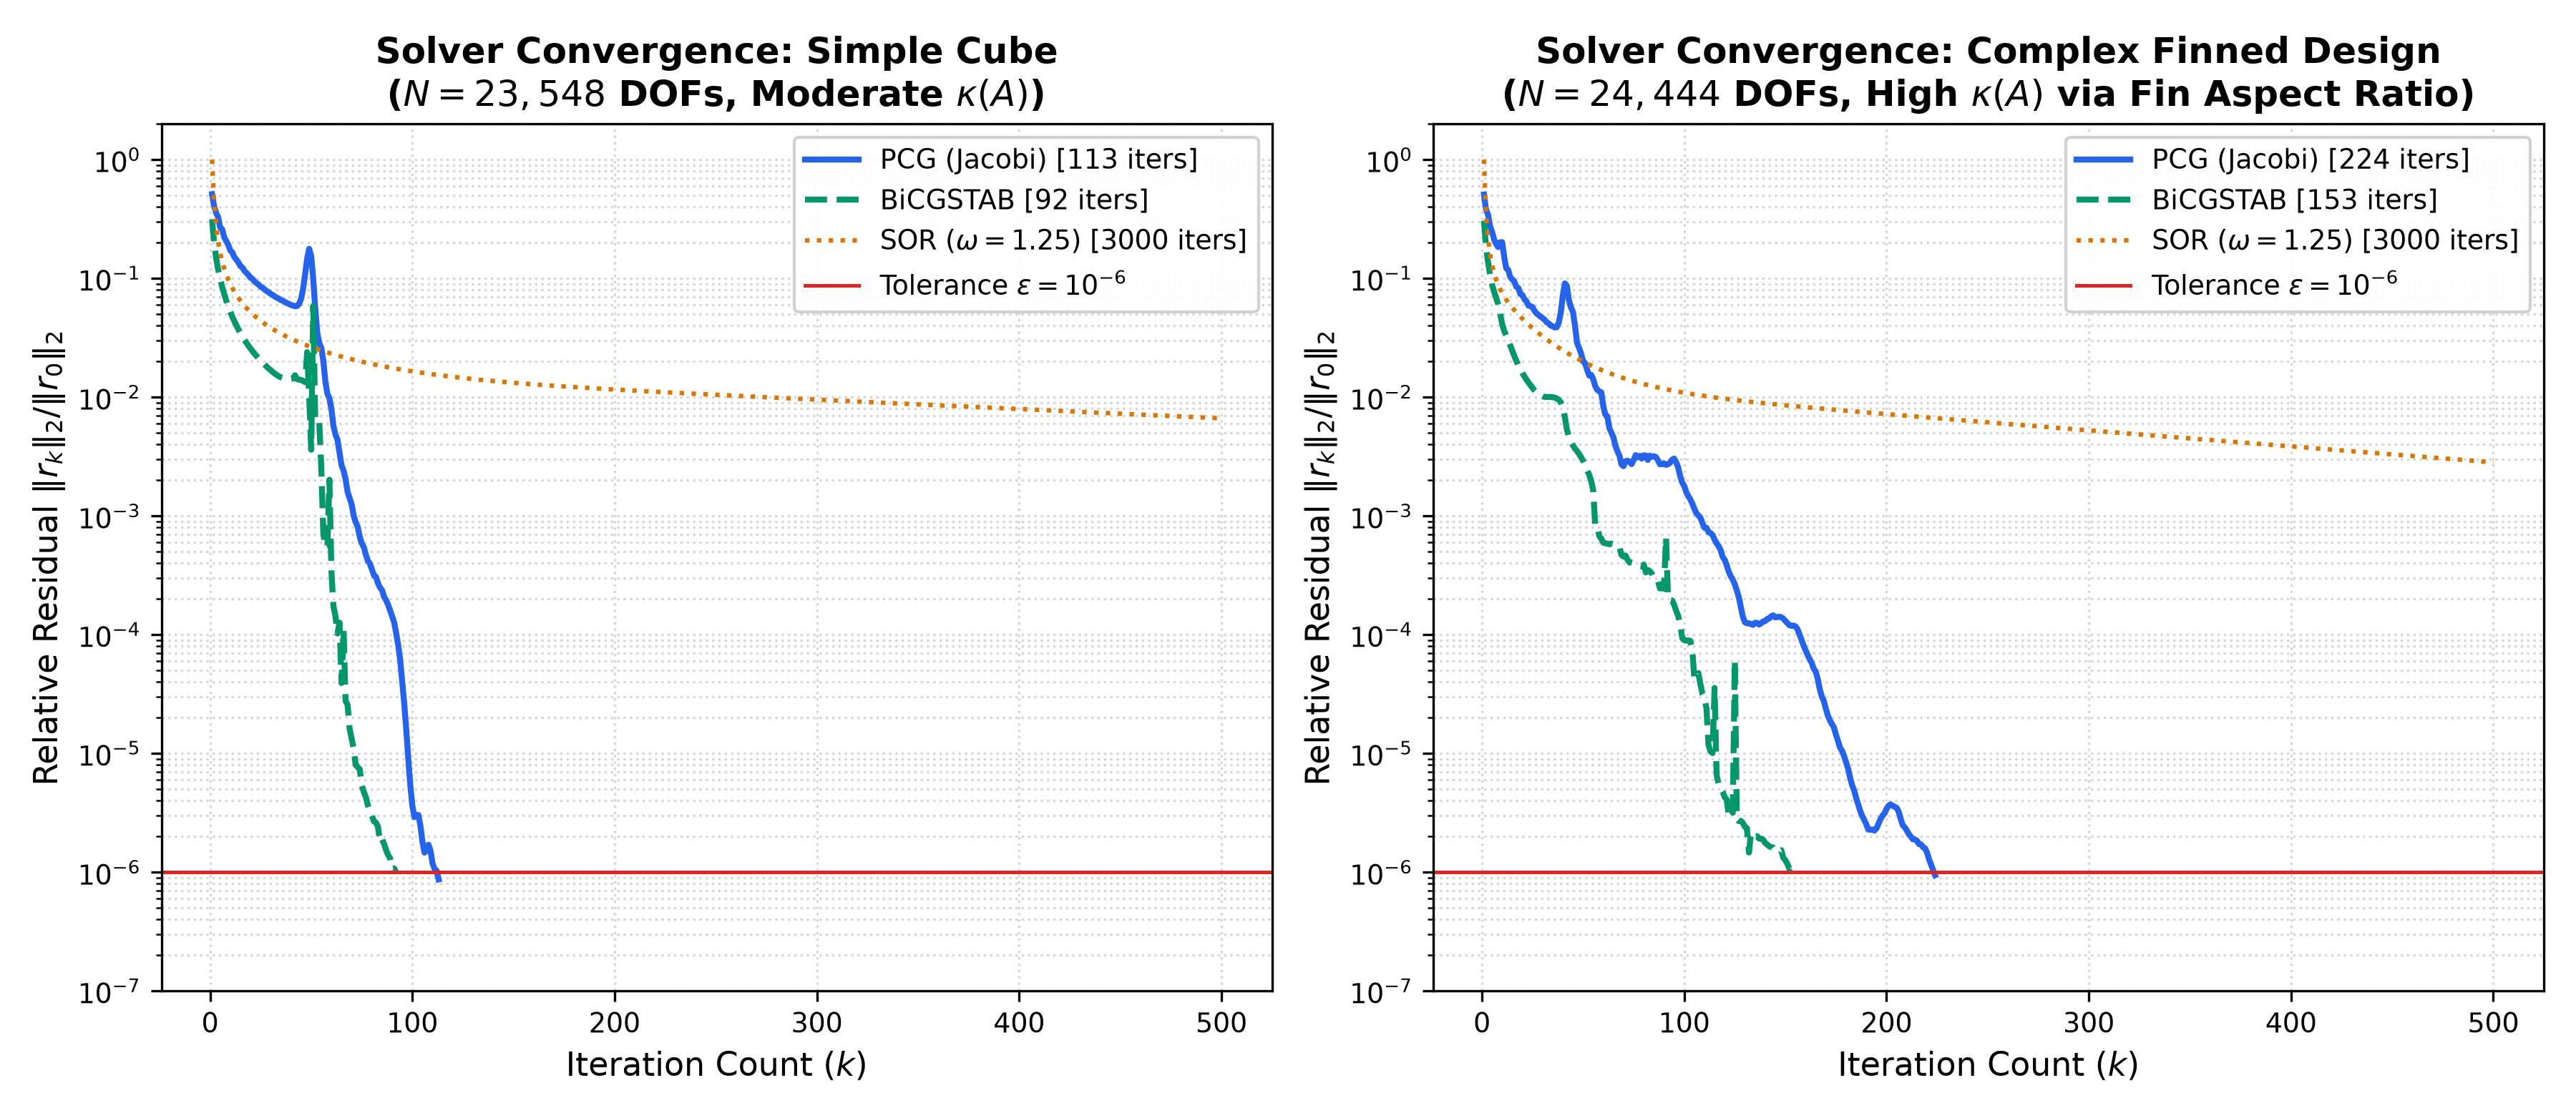 Solver Convergence: Simple Cube
(N = 23,548 DOFs, Moderate κ(A))
10⁰
10⁻¹
10⁻²
10⁻³
10⁻⁴
10⁻⁵
10⁻⁶
10⁻⁷
Relative Residual ‖r_k‖₂/‖r₀‖₂
PCG (Jacobi) [113 iters]
BiCGSTAB [92 iters]
SOR (ω = 1.25) [3000 iters]
Tolerance ε = 10⁻⁶
0 100 200 300 400 500
Iteration Count (k)
Solver Convergence: Complex Finned Design
(N = 24,444 DOFs, High κ(A) via Fin Aspect Ratio)
10⁰
10⁻¹
10⁻²
10⁻³
10⁻⁴
10⁻⁵
10⁻⁶
10⁻⁷
Relative Residual ‖r_k‖₂/‖r₀‖₂
PCG (Jacobi) [224 iters]
BiCGSTAB [153 iters]
SOR (ω = 1.25) [3000 iters]
Tolerance ε = 10⁻⁶
0 100 200 300 400 500
Iteration Count (k)